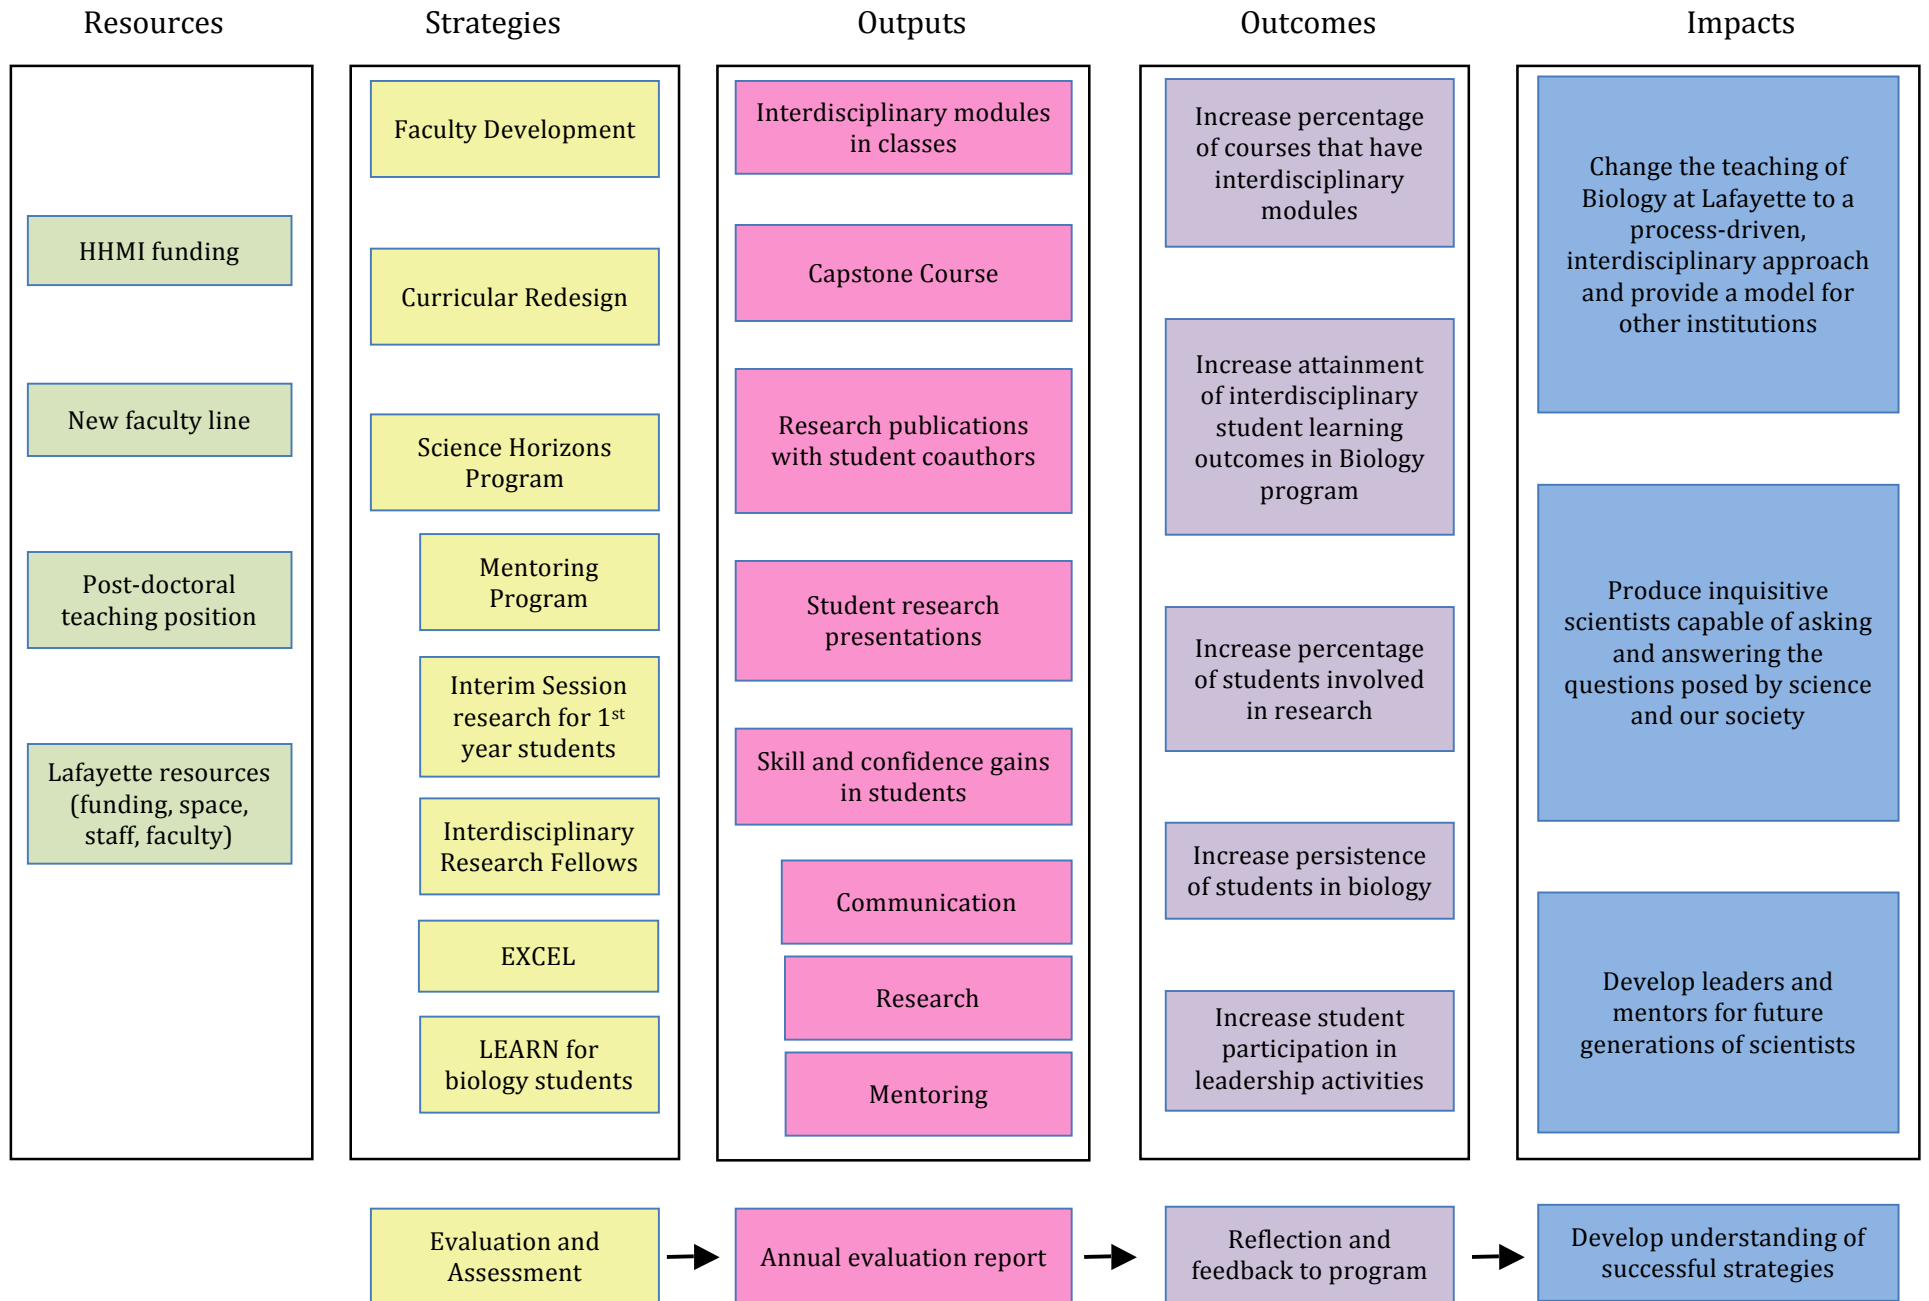 Resources
Strategies
Outputs
Outcomes
Impacts
HHMI funding
New faculty line
Post-doctoral
teaching position
Lafayette resources
(funding, space,
staff, faculty)
Faculty Development
Curricular Redesign
Science Horizons
Program
Mentoring
Program
Interim Session
research for 1st
year students
Interdisciplinary
Research Fellows
EXCEL
LEARN for
biology students
Interdisciplinary modules
in classes
Capstone Course
Research publications
with student coauthors
Student research
presentations
Skill and confidence gains
in students
Communication
Research
Mentoring
Increase percentage
of courses that have
interdisciplinary
modules
Increase attainment
of interdisciplinary
student learning
outcomes in Biology
program
Increase percentage
of students involved
in research
Increase persistence
of students in biology
Increase student
participation in
leadership activities
Change the teaching of
Biology at Lafayette to a
process-driven,
interdisciplinary approach
and provide a model for
other institutions
Produce inquisitive
scientists capable of asking
and answering the
questions posed by science
and our society
Develop leaders and
mentors for future
generations of scientists
Evaluation and
Assessment
Annual evaluation report
Reflection and
feedback to program
Develop understanding of
successful strategies